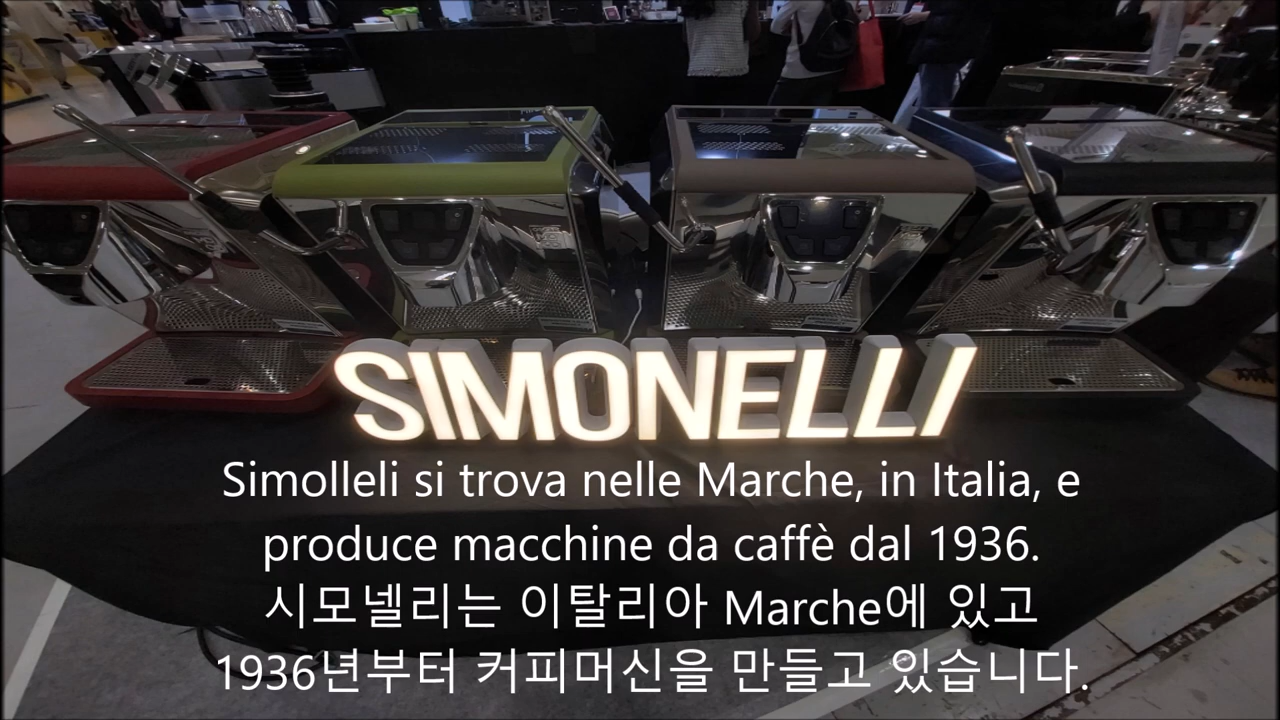 SIMONELLI
Simolleli si trova nelle Marche, in Italia, e
produce macchine da caffè dal 1936.
시모넬리는 이탈리아 Marche에 있고
1936년부터 커피머신을 만들고 있습니다.